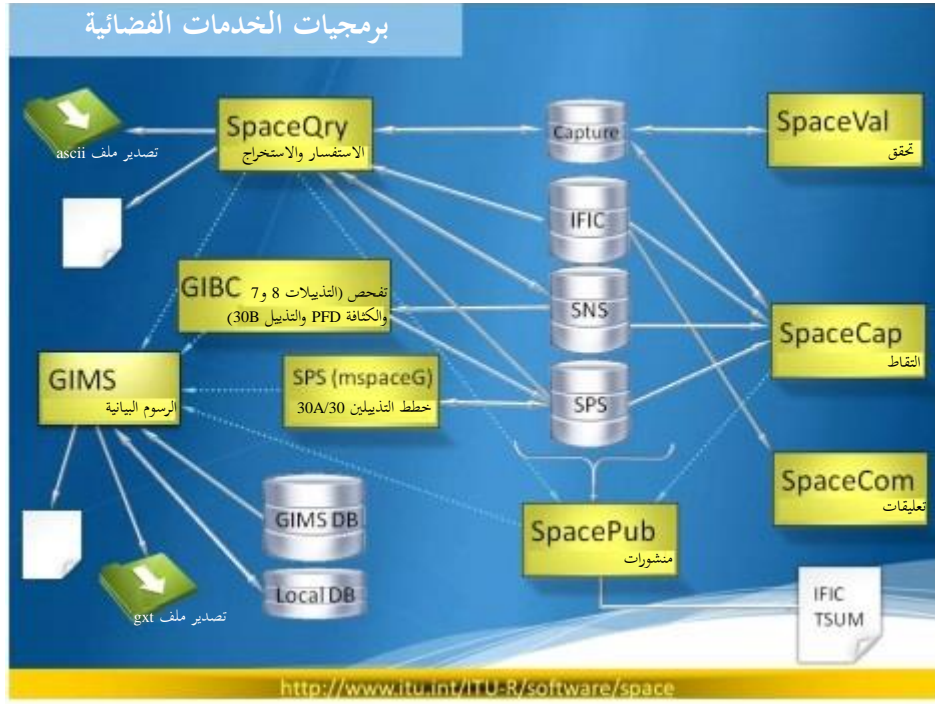 برمجيات الخدمات الفضائية
SpaceQry
الاستفسار والاستخراج
تصدير ملف ascii
Capture
SpaceVal
تحقق
IFIC
GIBC تفحص (التذييلات 8 و7
والكثافة PFD والتذييل 30B)
SNS
SpaceCap
التقاط
GIMS
الرسوم البيانية
SPS (mspaceG)
خطط التذييلين 30A/30
SPS
SpaceCom
تعليقات
GIMS DB
SpacePub
منشورات
Local DB
تصدير ملف gxt
IFIC
TSUM
http://www.itu.int/ITU-R/software/space